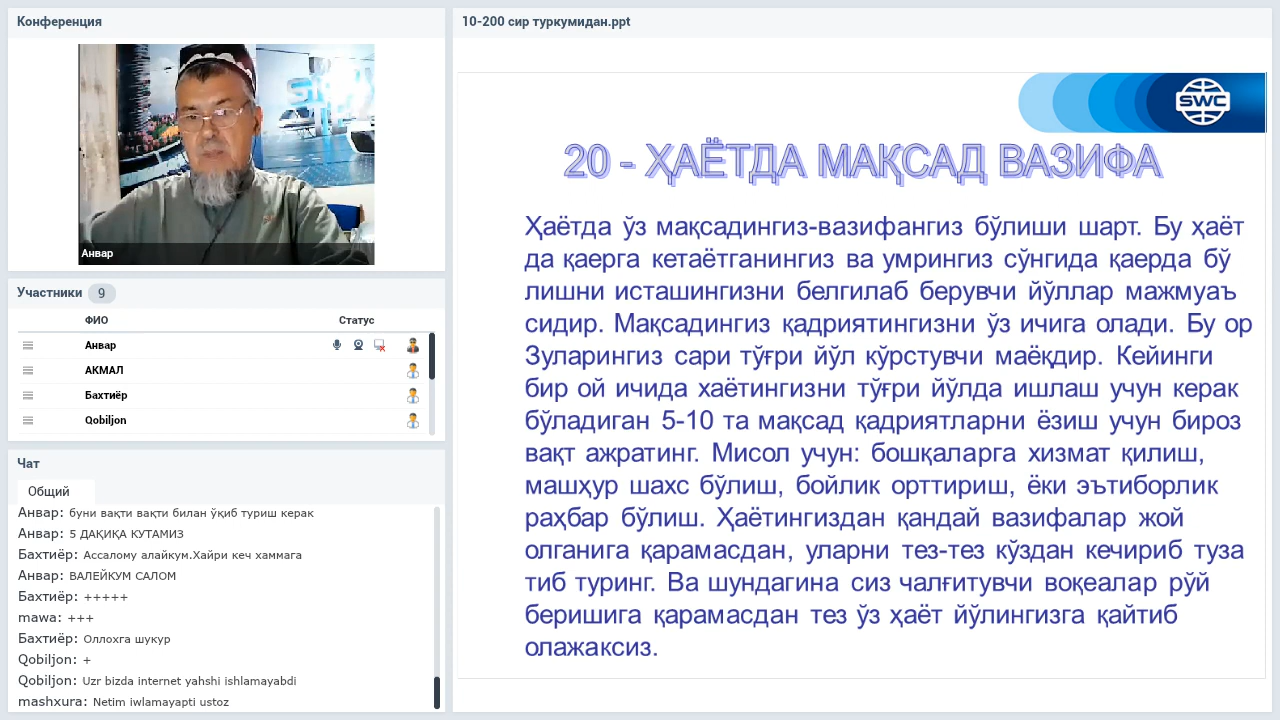 Конференция
Анвар
Участники 9
ФИО Статус
Анвар
АКМАЛ
Бахтиёр
Qobiljon
Чат
Общий
Анвар: буни вақти вақти билан ўқиб туриш керак
Анвар: 5 ДАҚИҚА КУТАМИЗ
Бахтиёр: Ассалому алайкум.Хайри кеч хаммага
Анвар: ВАЛЕЙКУМ САЛОМ
Бахтиёр: +++++
mawa: +++
Бахтиёр: Оллохга шукур
Qobiljon: +
Qobiljon: Uzr bizda internet yahshi ishlamayabdi
mashxura: Netim iwlamayapti ustoz
10-200 сир туркумидан.ppt
SWC
20 - ҲАЁТДА МАҚСАД ВАЗИФА
Ҳаётда ўз мақсадингиз-вазифангиз бўлиши шарт. Бу ҳаёт
да қаерга кетаётганингиз ва умрингиз сўнгида қаерда бў
лишни исташингизни белгилаб берувчи йўллар мажмуаъ
сидир. Мақсадингиз қадриятингизни ўз ичига олади. Бу ор
Зуларингиз сари тўғри йўл кўрстувчи маёқдир. Кейинги
бир ой ичида хаётингизни тўғри йўлда ишлаш учун керак
бўладиган 5-10 та мақсад қадриятларни ёзиш учун бироз
вақт ажратинг. Мисол учун: бошқаларга хизмат қилиш,
машҳур шахс бўлиш, бойлик орттириш, ёки эътиборлик
раҳбар бўлиш. Ҳаётингиздан қандай вазифалар жой
олганига қарамасдан, уларни тез-тез кўздан кечириб туза
тиб туринг. Ва шундагина сиз чалғитувчи воқеалар рўй
беришига қарамасдан тез ўз ҳаёт йўлингизга қайтиб
олажаксиз.